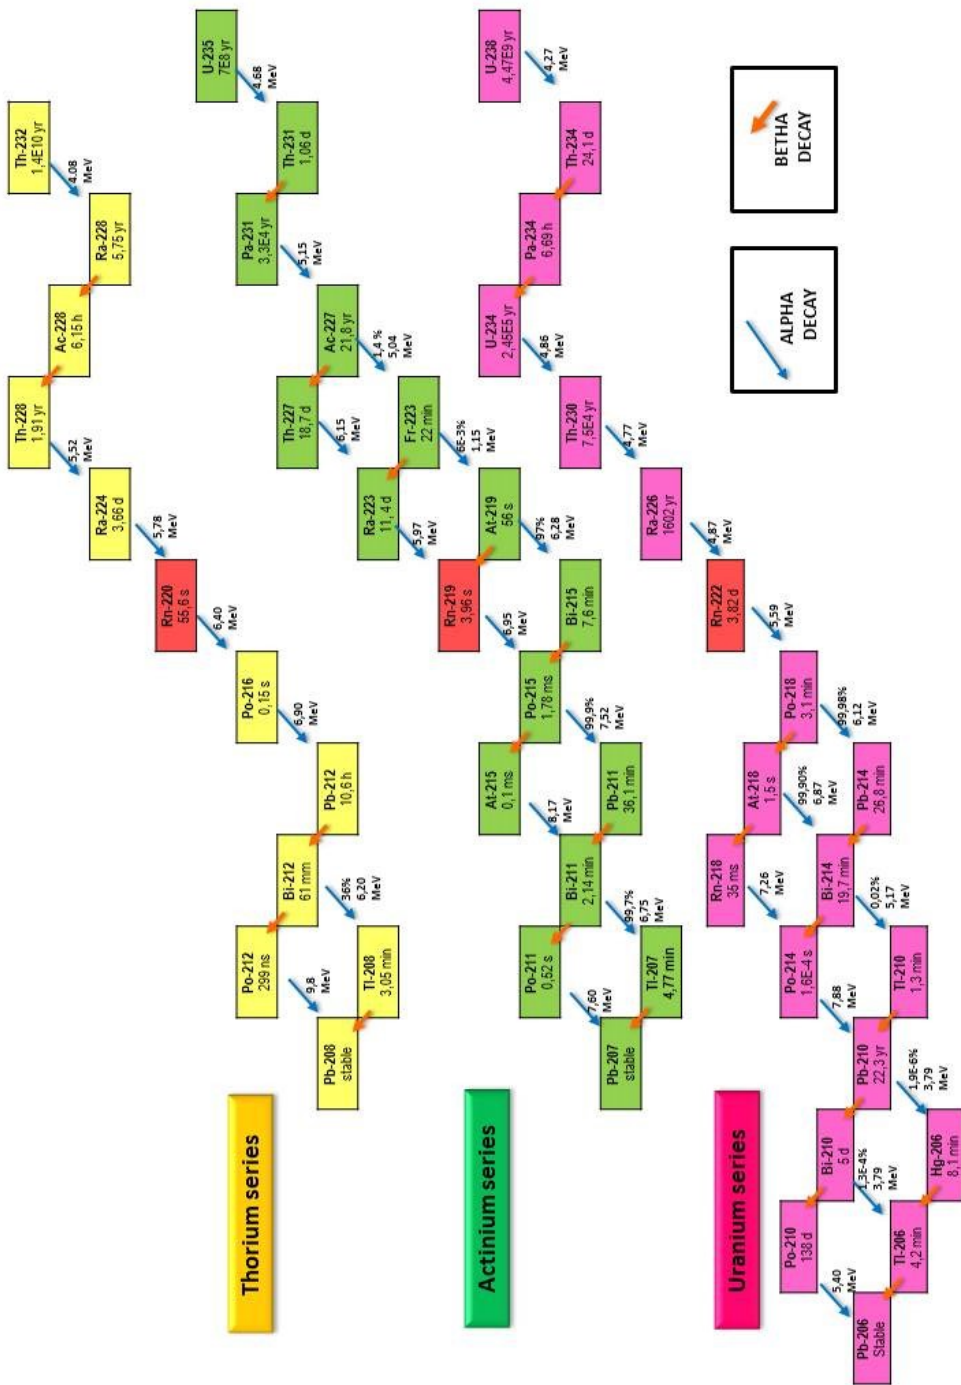 Th-232
1,4E10 yr
4.08
MeV
Ra-228
5,75 yr
Ac-228
6,15 h
Th-228
1,91 yr
5,52
MeV
Ra-224
3,66 d
5,78
MeV
Rn-220
55,6 s
6,40
MeV
Po-216
0,15 s
6,90
MeV
Pb-212
10,6 h
Bi-212
61 mm
36%
6,20
MeV
Po-212
299 ns
9,8
MeV
Tl-208
3,05 min
Pb-208
stable
Thorium series
U-235
7E8 yr
4.68
MeV
Th-231
1,06 d
Pa-231
3,3E4 yr
5,15
MeV
Ac-227
21,8 yr
1,4 %
5,04
MeV
Th-227
18,7 d
6,15
MeV
Fr-223
22 min
6E-3%
1,15
MeV
Ra-223
11,4 d
5,97
MeV
At-219
56 s
97%
6,28
MeV
Rn-219
3,96 s
6,95
MeV
Bi-215
7,6 min
Po-215
1,78 ms
99,9%
7,52
MeV
At-215
0,1 ms
8,17
MeV
Pb-211
36,1 min
Bi-211
2,14 min
99,7%
6,75
MeV
Po-211
0,52 s
7,60
MeV
Tl-207
4,77 min
Pb-207
stable
Actinium series
U-238
4,47E9 yr
4,27
MeV
Th-234
24,1 d
Pa-234
6,69 h
U-234
2,45E5 yr
4,86
MeV
Th-230
7,5E4 yr
4,77
MeV
Ra-226
1602 yr
4,87
MeV
Rn-222
3,82 d
5,59
MeV
Po-218
3,1 min
99,98%
6,12
MeV
At-218
1,5 s
99,90%
6,87
MeV
Pb-214
26,8 min
Rn-218
35 ms
7,26
MeV
Bi-214
19,7 min
0,02%
5,17
MeV
Po-214
1,6E-4 s
7,88
MeV
Tl-210
1,3 min
Pb-210
22,3 yr
1,9E-6%
3,79
MeV
Bi-210
5 d
1,3E-4%
3,79
MeV
Hg-206
8,1 min
Po-210
138 d
5,40
MeV
Tl-206
4,2 min
Pb-206
Stable
Uranium series
BETHA
DECAY
ALPHA
DECAY